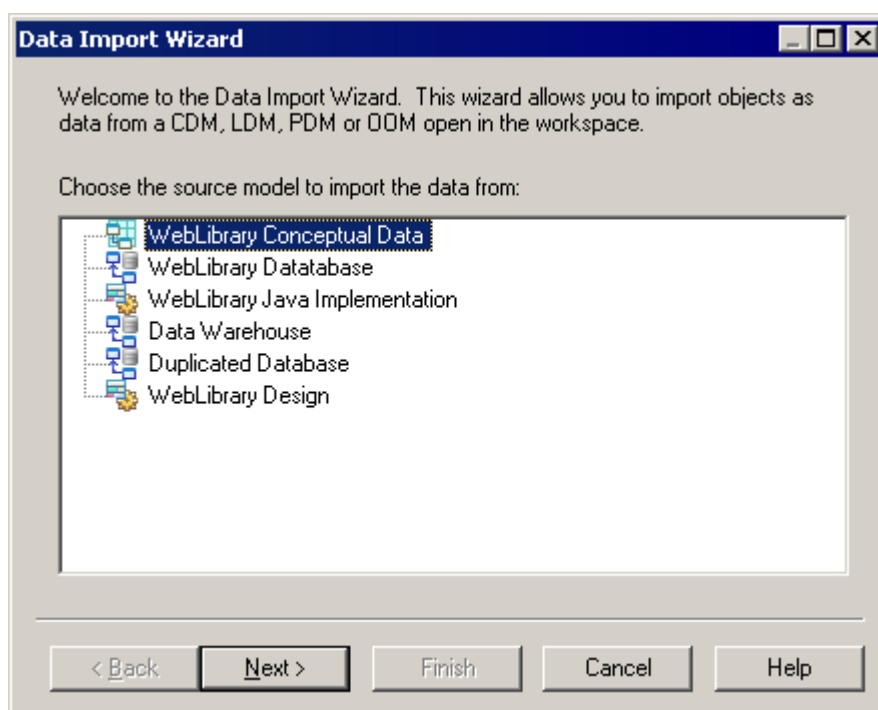 Data Import Wizard
Welcome to the Data Import Wizard. This wizard allows you to import objects as
data from a CDM, LDM, PDM or OOM open in the workspace.
Choose the source model to import the data from:
WebLibrary Conceptual Data
WebLibrary Datatabase
WebLibrary Java Implementation
Data Warehouse
Duplicated Database
WebLibrary Design
< Back Next > Finish Cancel Help